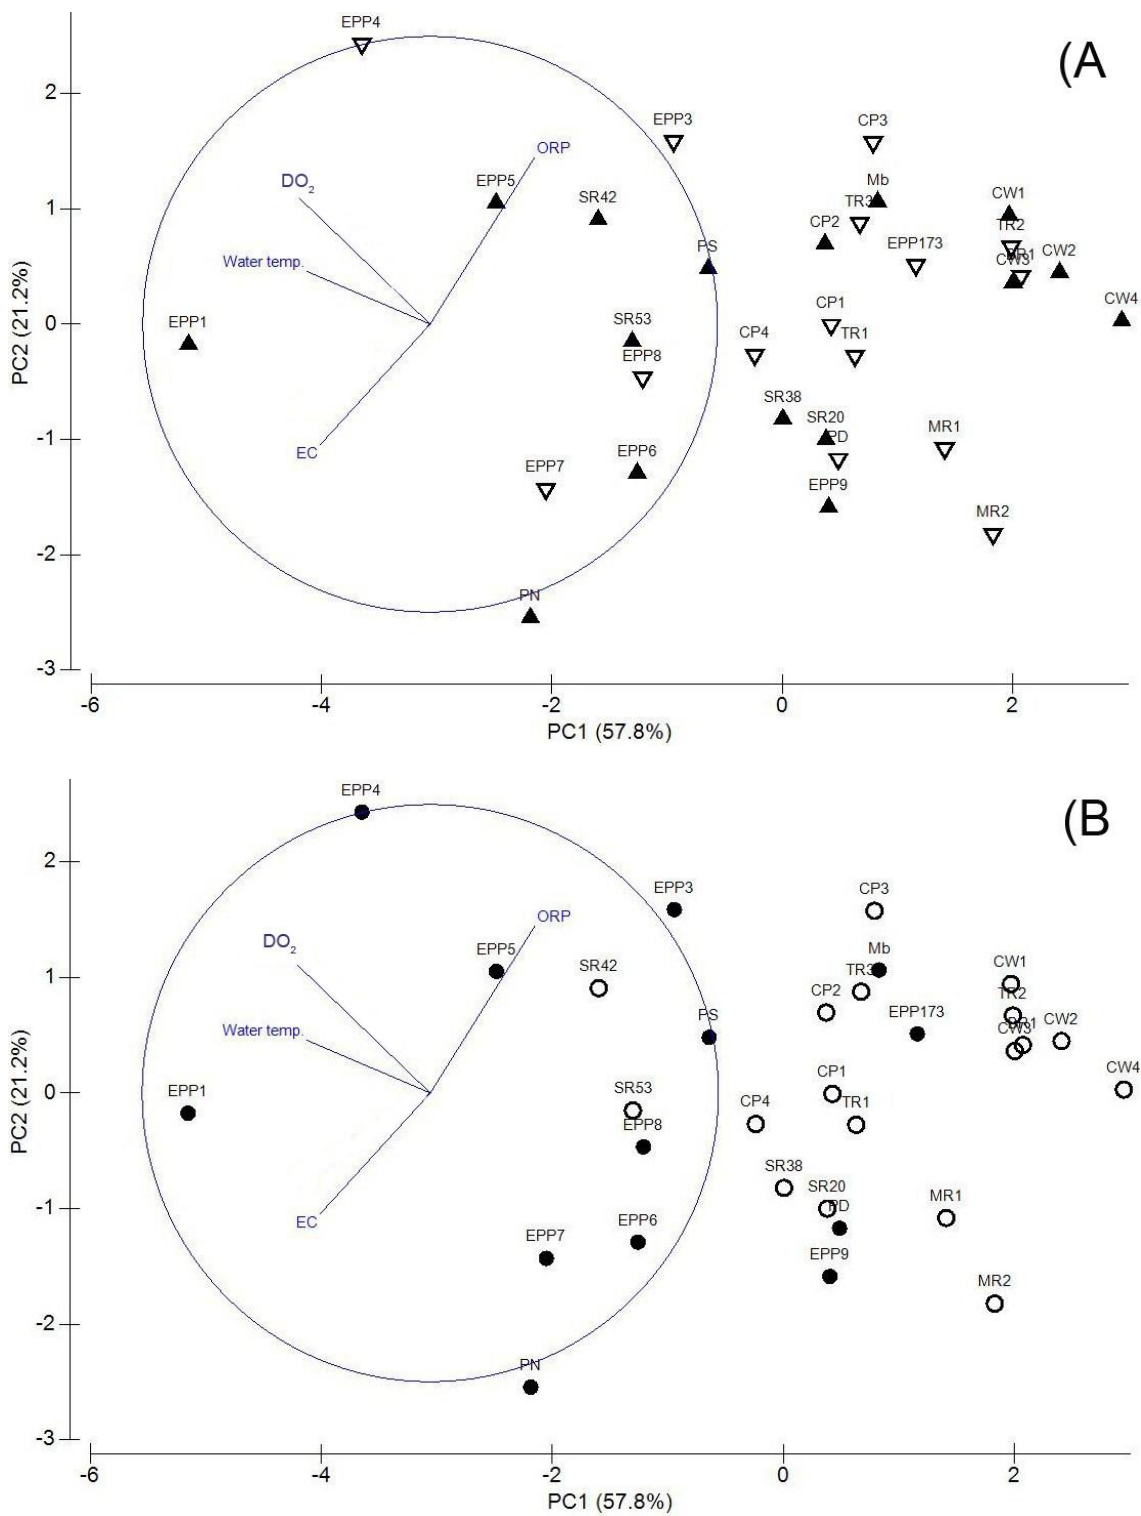 (A
EPP4
2
EPP3
CP3
ORP
DO2
EPP5
Mb
SR42
TR3
CW1
1
CP2
TR2
EPP173
PS
CW2
Water temp.
CW3
CW4
EPP1
SR53
CP1
0
EPP8
CP4
TR1
SR38
SR20
PD
MR1
-1
EC
EPP7
EPP6
EPP9
MR2
-2
PN
-3
PC2 (21.2%)
-6 -4 -2 0 2
PC1 (57.8%)
(B
EPP4
2
EPP3
CP3
ORP
DO2
EPP5
Mb
SR42
TR3
CW1
1
CP2
TR2
EPP173
PS
CW2
Water temp.
CW3
CW4
EPP1
SR53
CP1
0
EPP8
CP4
TR1
SR38
SR20
PD
MR1
-1
EC
EPP7
EPP6
EPP9
MR2
-2
PN
-3
PC2 (21.2%)
-6 -4 -2 0 2
PC1 (57.8%)